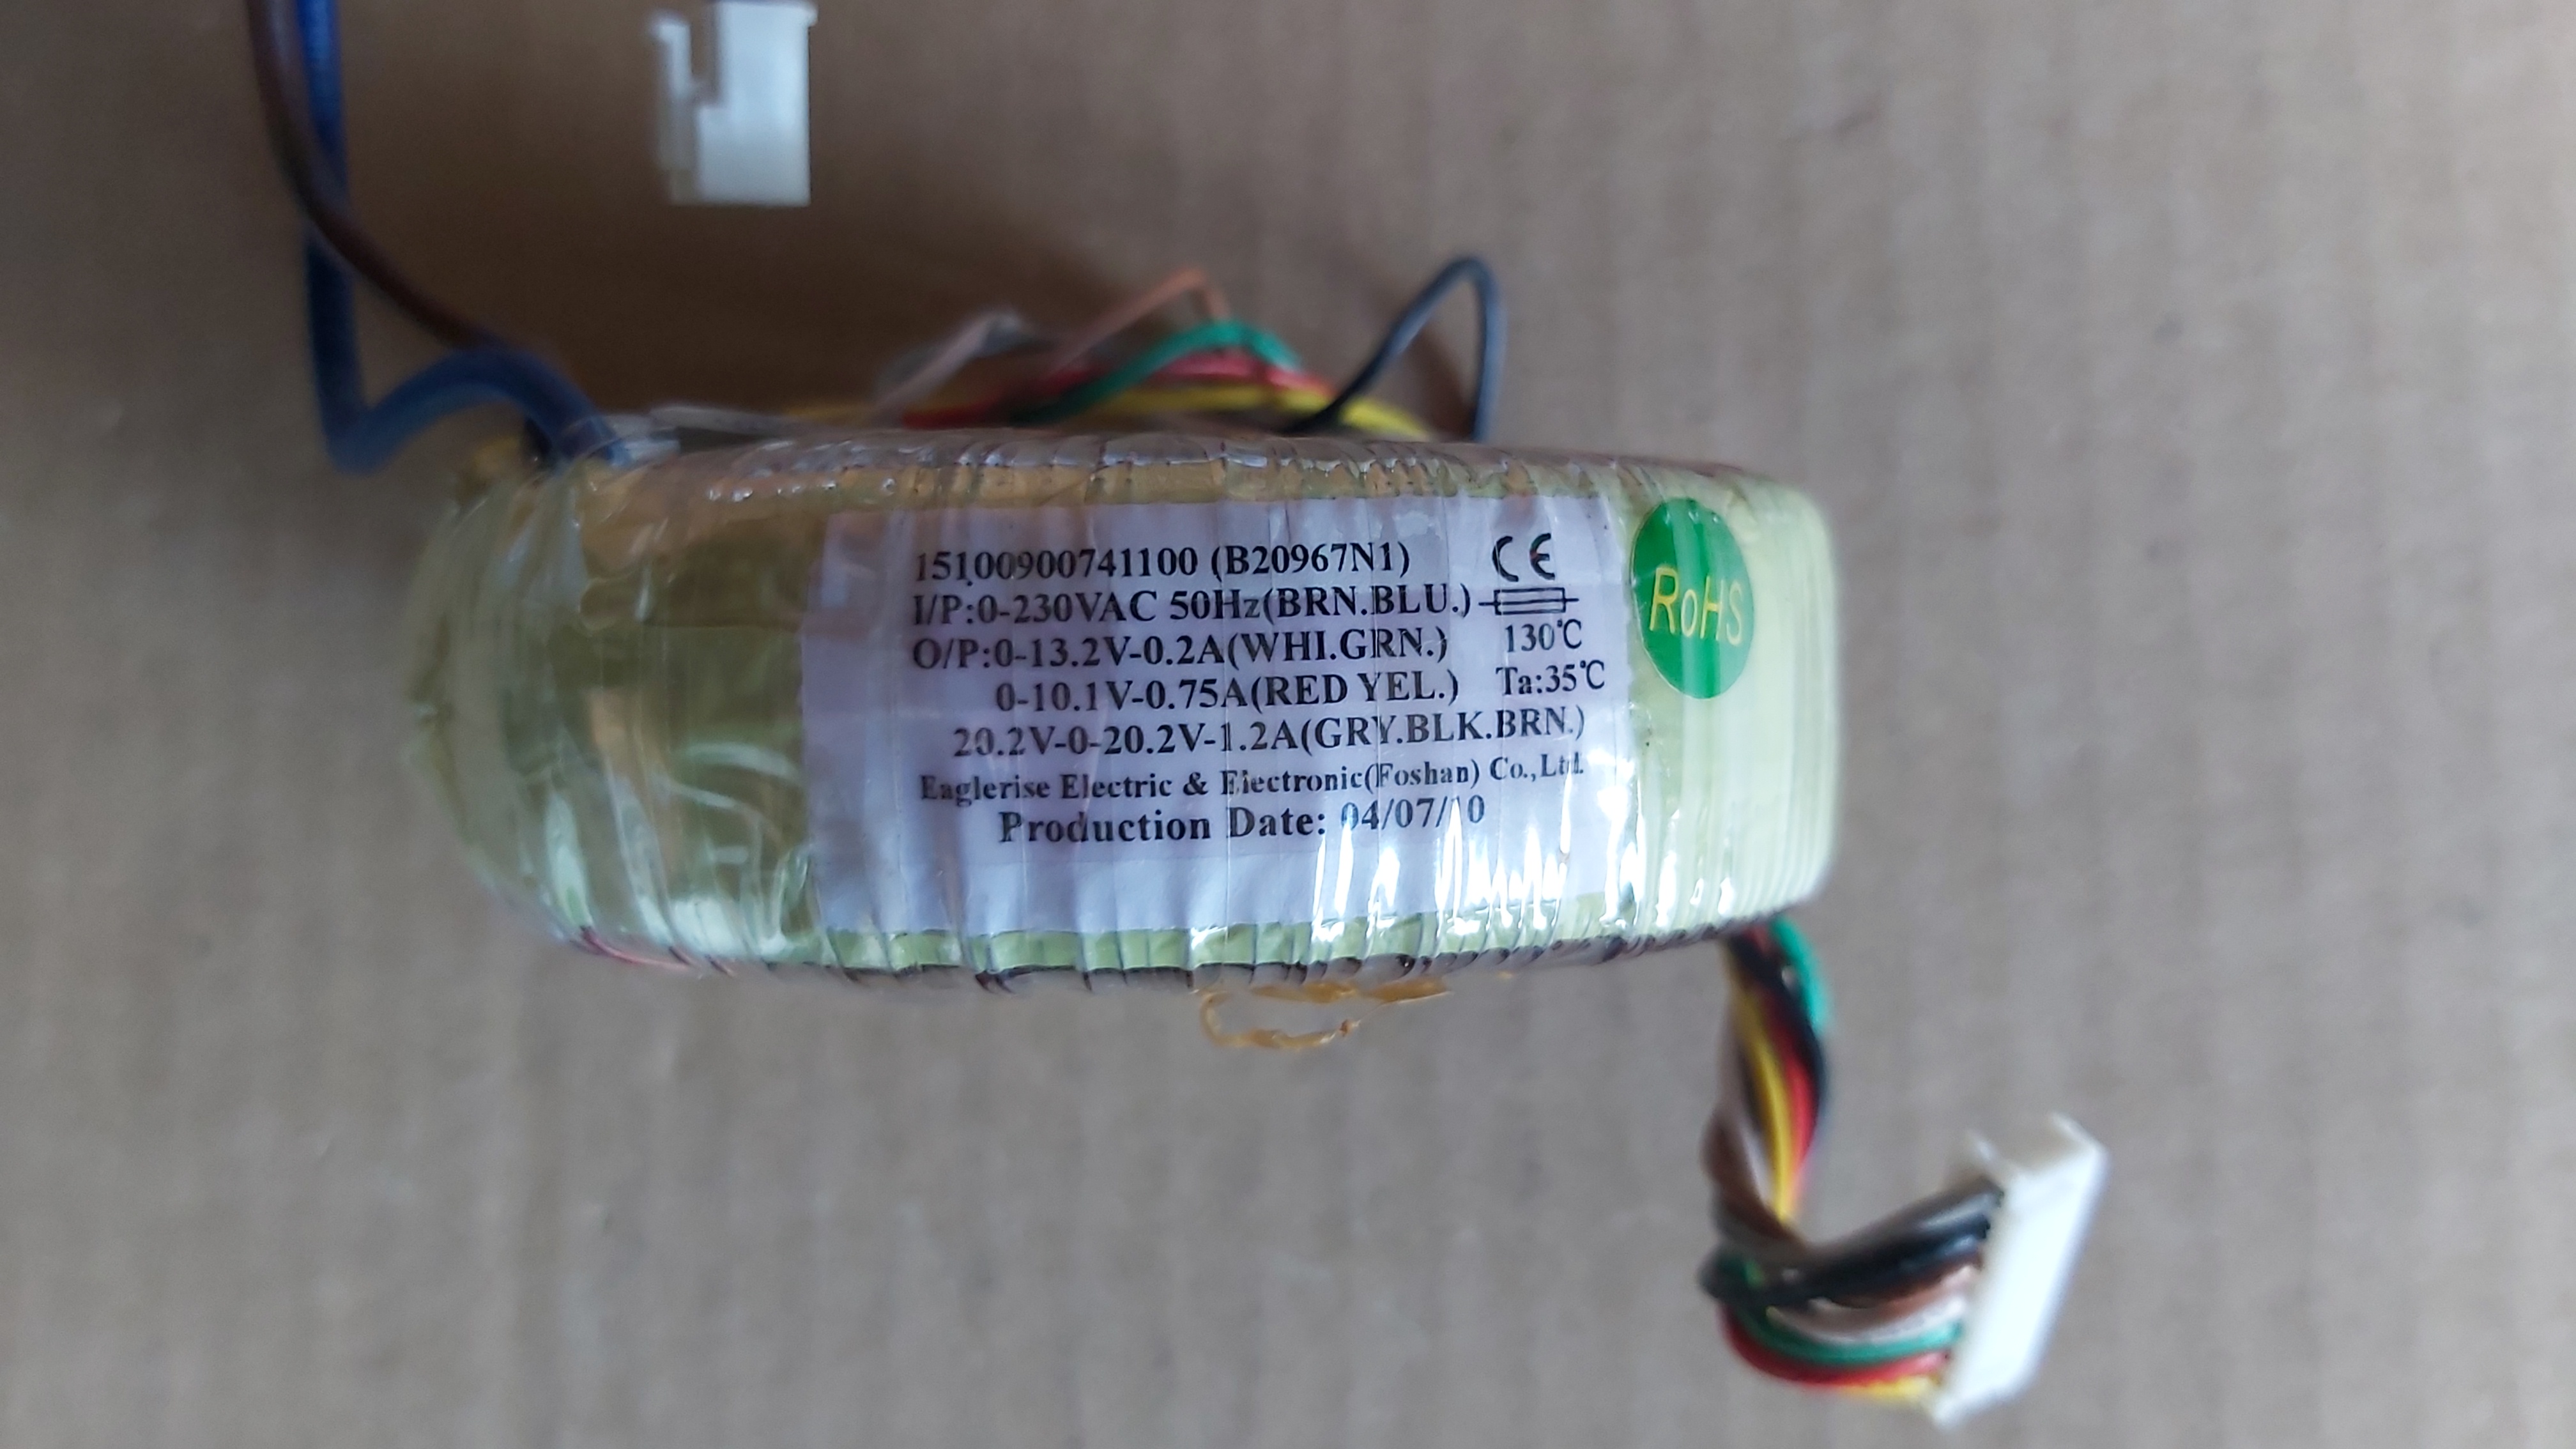 15100900741100 (B20967N1)
CE
I/P:0-230VAC 50Hz(BRN.BLU.)
O/P:0-13.2V-0.2A(WHI.GRN.)
130℃
0-10.1V-0.75A(RED YEL.)
Ta:35℃
20.2V-0-20.2V-1.2A(GRY.BLK.BRN.)
Eaglerise Electric & Electronic(Foshan) Co.,Ltd.
Production Date:
RoHS